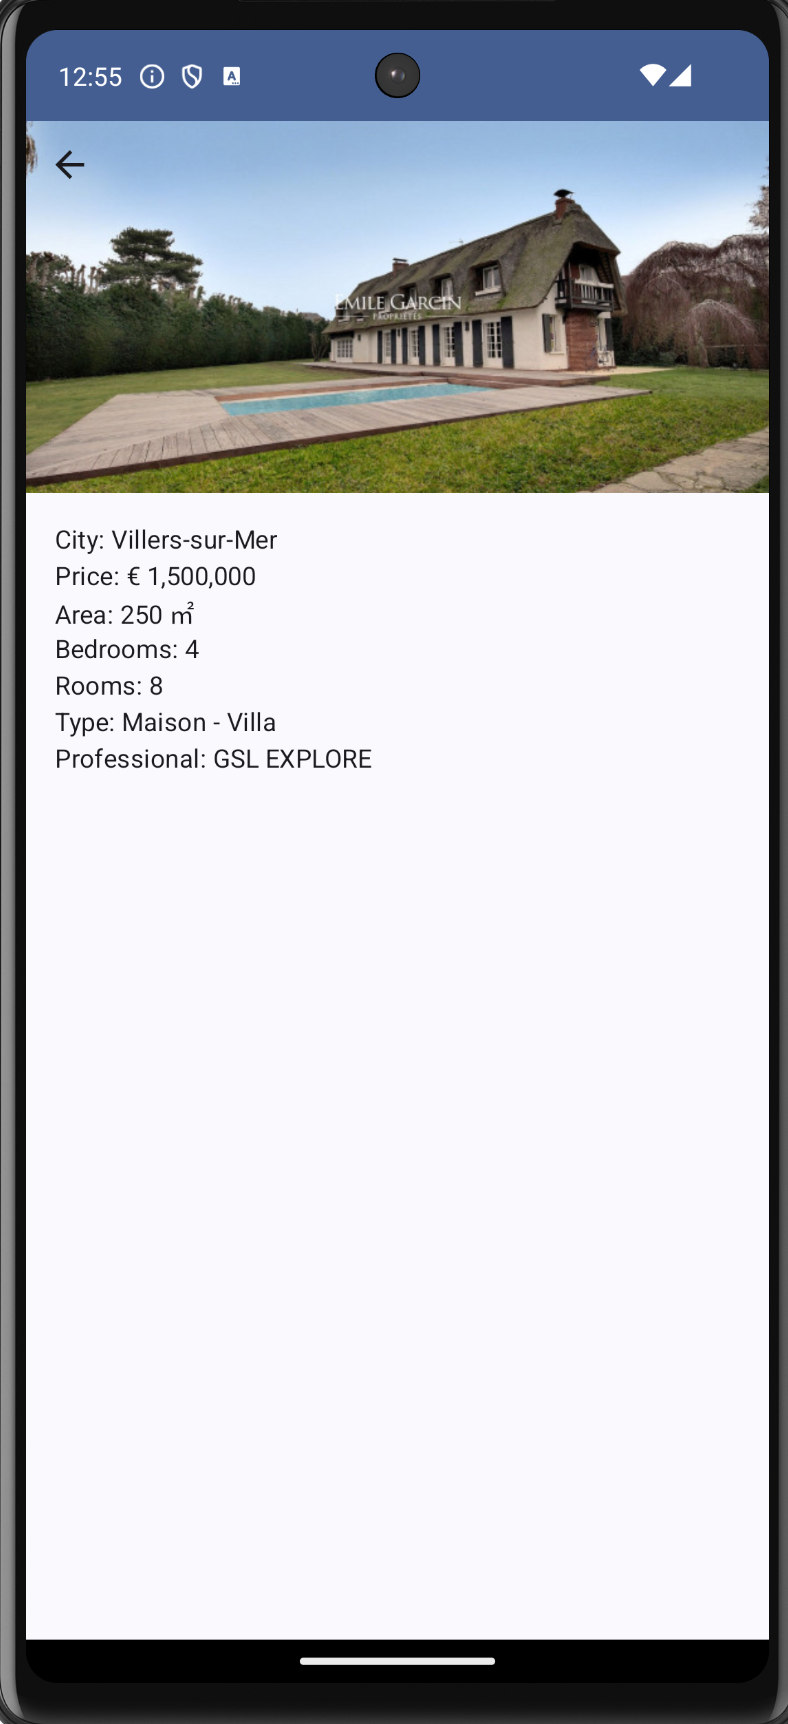 12:55
EMILE GARCIN
PROPRIÉTÉS
City: Villers-sur-Mer
Price: € 1,500,000
Area: 250 ㎡
Bedrooms: 4
Rooms: 8
Type: Maison - Villa
Professional: GSL EXPLORE